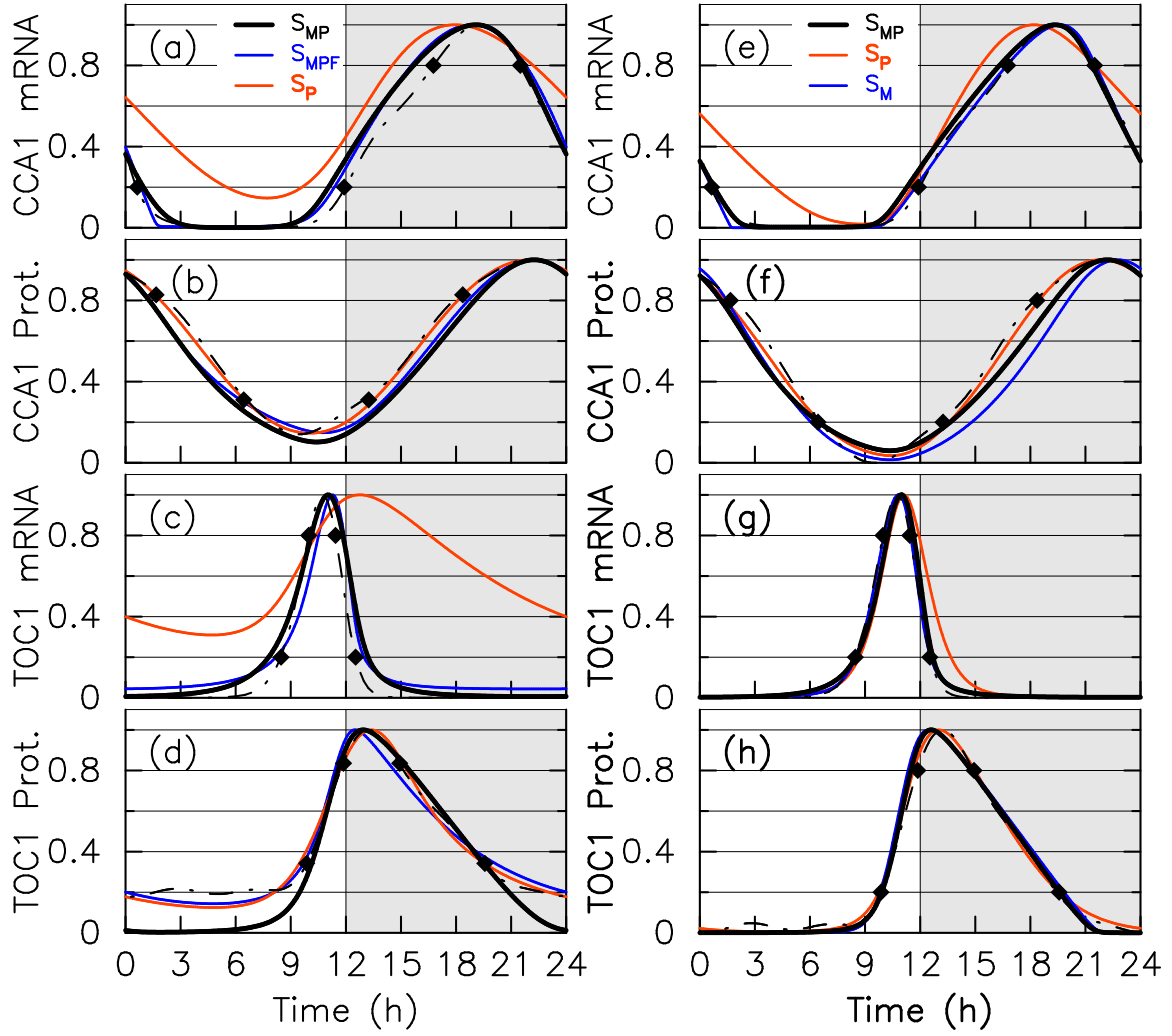 (a)
S_MP
S_MPF
S_P
CCA1 mRNA
0.8
0.4
0
(e)
S_MP
S_P
S_M
CCA1 mRNA
0.8
0.4
0
(b)
CCA1 Prot.
0.8
0.4
0
(f)
CCA1 Prot.
0.8
0.4
0
(c)
TOC1 mRNA
0.8
0.4
0
(g)
TOC1 mRNA
0.8
0.4
0
(d)
TOC1 Prot.
0.8
0.4
0
0 3 6 9 12 15 18 21 24
Time (h)
(h)
TOC1 Prot.
0.8
0.4
0
0 3 6 9 12 15 18 21 24
Time (h)